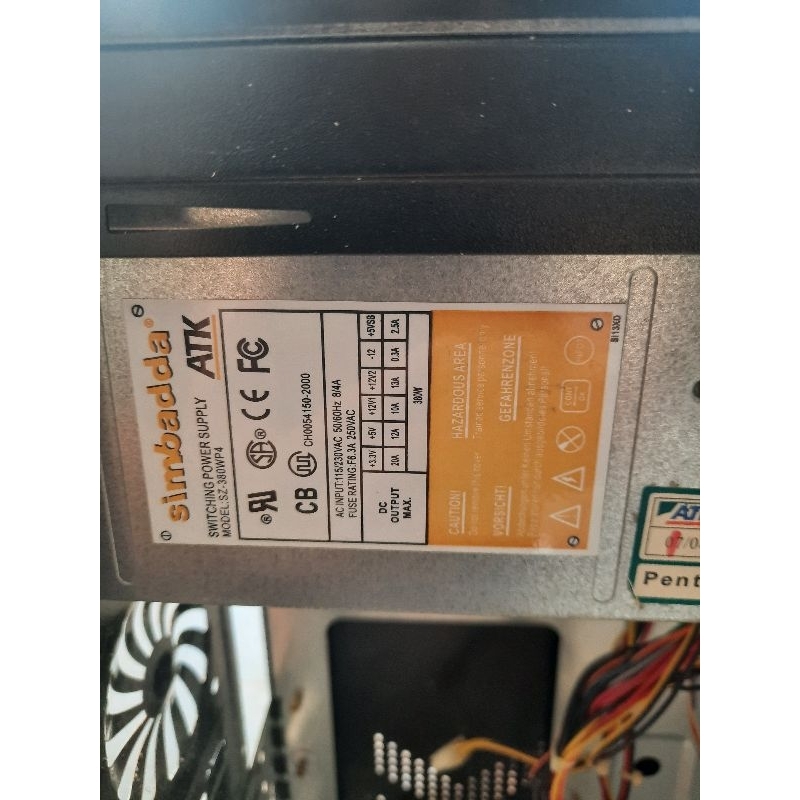 simbadda®
ATK
SWITCHING POWER SUPPLY
MODEL:SZ-380WP4
CB CH0054150-2000
CE FC
AC INPUT:115/230VAC 50/60Hz 8/4A
FUSE RATING:F6.3A 250VAC
DC OUTPUT MAX.
+3.3V +5V +12V1 +12V2 -12 +5VSB
20A 12A 10A 13A 0.3A 2.5A
380W
CAUTION! HAZARDOUS AREA
VORSICHT! GEFAHRENZONE
Pent